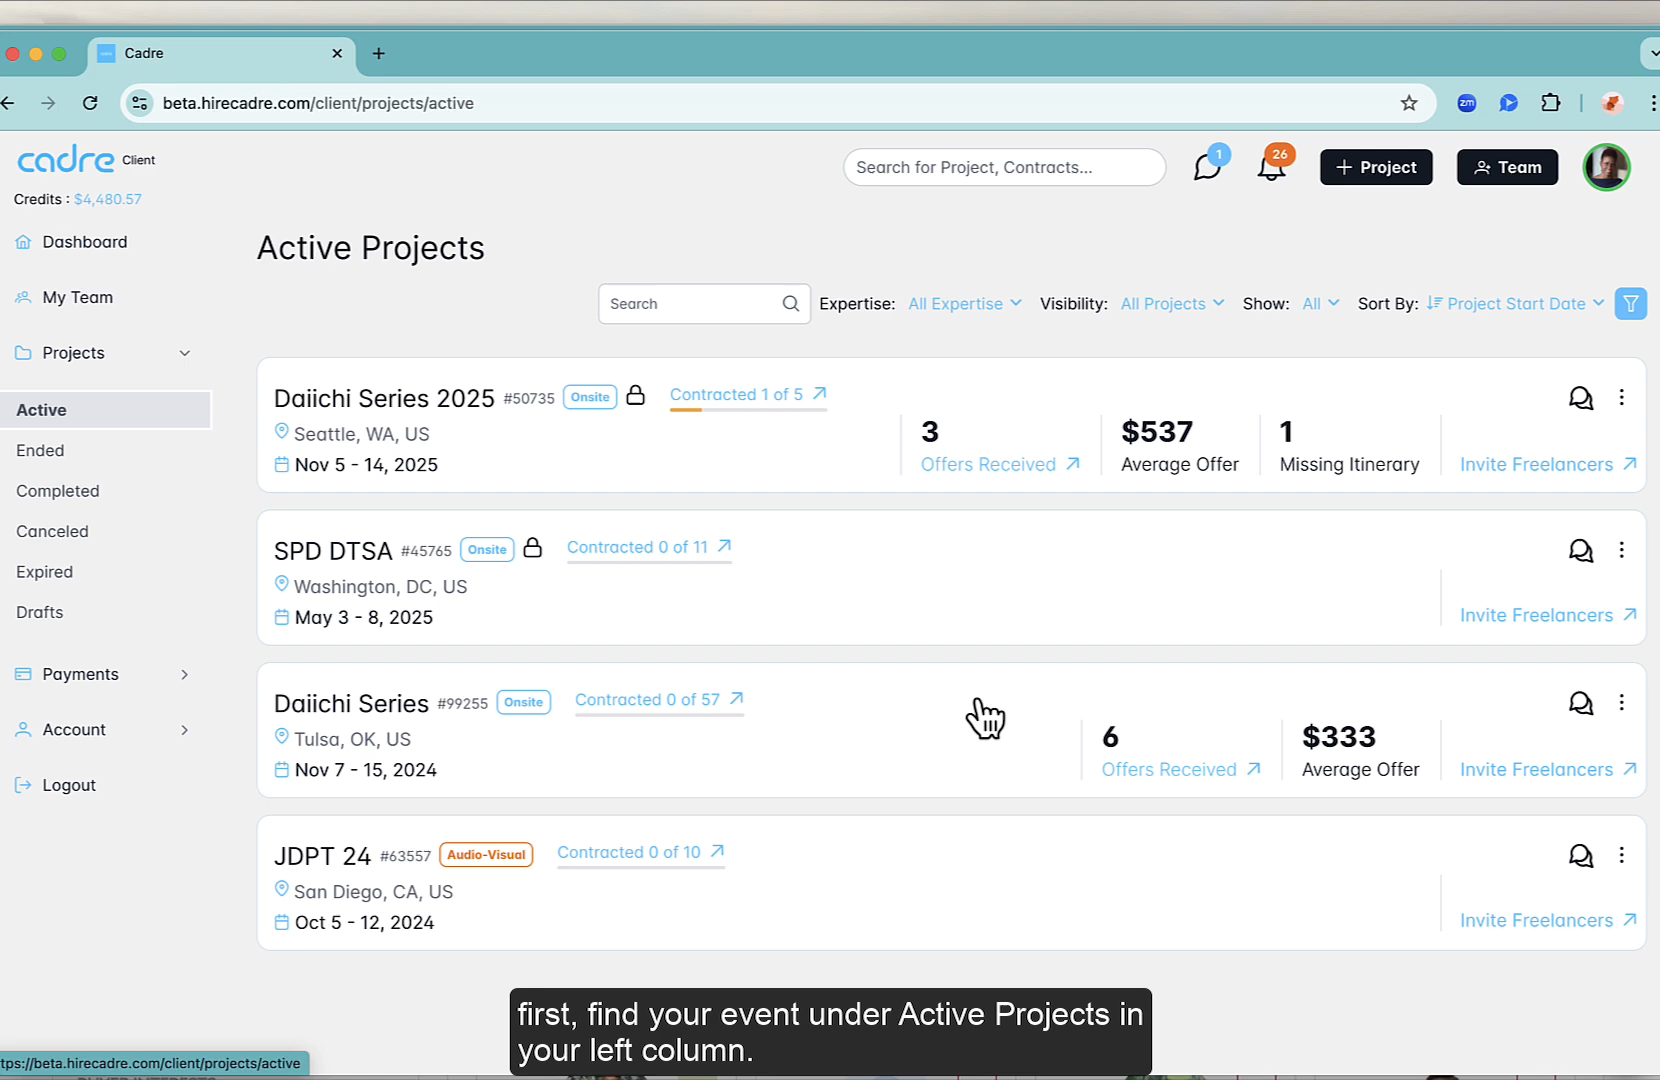 Cadre
beta.hirecadre.com/client/projects/active
zm
cadre Client
Search for Project, Contracts...
1
26
+ Project
Team
Credits : $4,480.57
Dashboard
My Team
Projects
Active
Ended
Completed
Canceled
Expired
Drafts
Payments
Account
Logout
Active Projects
Search
Expertise: All Expertise
Visibility: All Projects
Show: All
Sort By: Project Start Date
Daiichi Series 2025 #50735 Onsite Contracted 1 of 5
Seattle, WA, US
Nov 5 - 14, 2025
3
Offers Received
$537
Average Offer
1
Missing Itinerary
Invite Freelancers
SPD DTSA #45765 Onsite Contracted 0 of 11
Washington, DC, US
May 3 - 8, 2025
Invite Freelancers
Daiichi Series #99255 Onsite Contracted 0 of 57
Tulsa, OK, US
Nov 7 - 15, 2024
6
Offers Received
$333
Average Offer
Invite Freelancers
JDPT 24 #63557 Audio-Visual Contracted 0 of 10
San Diego, CA, US
Oct 5 - 12, 2024
Invite Freelancers
first, find your event under Active Projects in
your left column.
tps://beta.hirecadre.com/client/projects/active